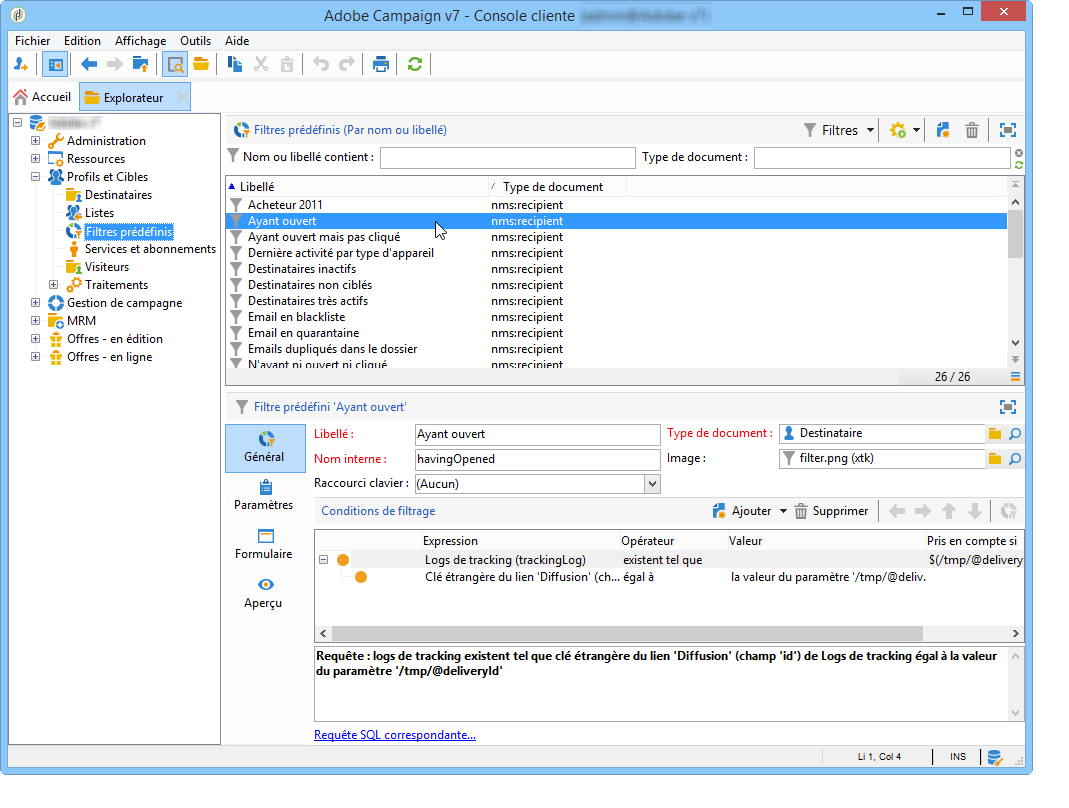 Adobe Campaign v7 - Console cliente
Fichier Edition Affichage Outils Aide
Accueil Explorateur
Administration
Ressources
Profils et Cibles
Destinataires
Listes
Filtres prédéfinis
Services et abonnements
Visiteurs
Traitements
Gestion de campagne
MRM
Offres - en édition
Offres - en ligne
Filtres prédéfinis (Par nom ou libellé) Filtres
Nom ou libellé contient : Type de document :
Libellé Type de document
Acheteur 2011 nms:recipient
Ayant ouvert nms:recipient
Ayant ouvert mais pas cliqué nms:recipient
Dernière activité par type d'appareil nms:recipient
Destinataires inactifs nms:recipient
Destinataires non ciblés nms:recipient
Destinataires très actifs nms:recipient
Email en blackliste nms:recipient
Email en quarantaine nms:recipient
Emails dupliqués dans le dossier nms:recipient
N'ayant ni ouvert ni cliqué nms:recipient
26 / 26
Filtre prédéfini 'Ayant ouvert'
Général
Paramètres
Formulaire
Aperçu
Libellé : Ayant ouvert Type de document : Destinataire
Nom interne : havingOpened Image : filter.png (xtk)
Raccourci clavier : (Aucun)
Conditions de filtrage Ajouter Supprimer
Expression Opérateur Valeur Pris en compte si
Logs de tracking (trackingLog) existent tel que $(/tmp/@delivery
Clé étrangère du lien 'Diffusion' (ch... égal à la valeur du paramètre '/tmp/@deliv.
Requête : logs de tracking existent tel que clé étrangère du lien 'Diffusion' (champ 'id') de Logs de tracking égal à la valeur
du paramètre '/tmp/@deliveryId'
Requête SQL correspondante...
Li 1, Col 4 INS